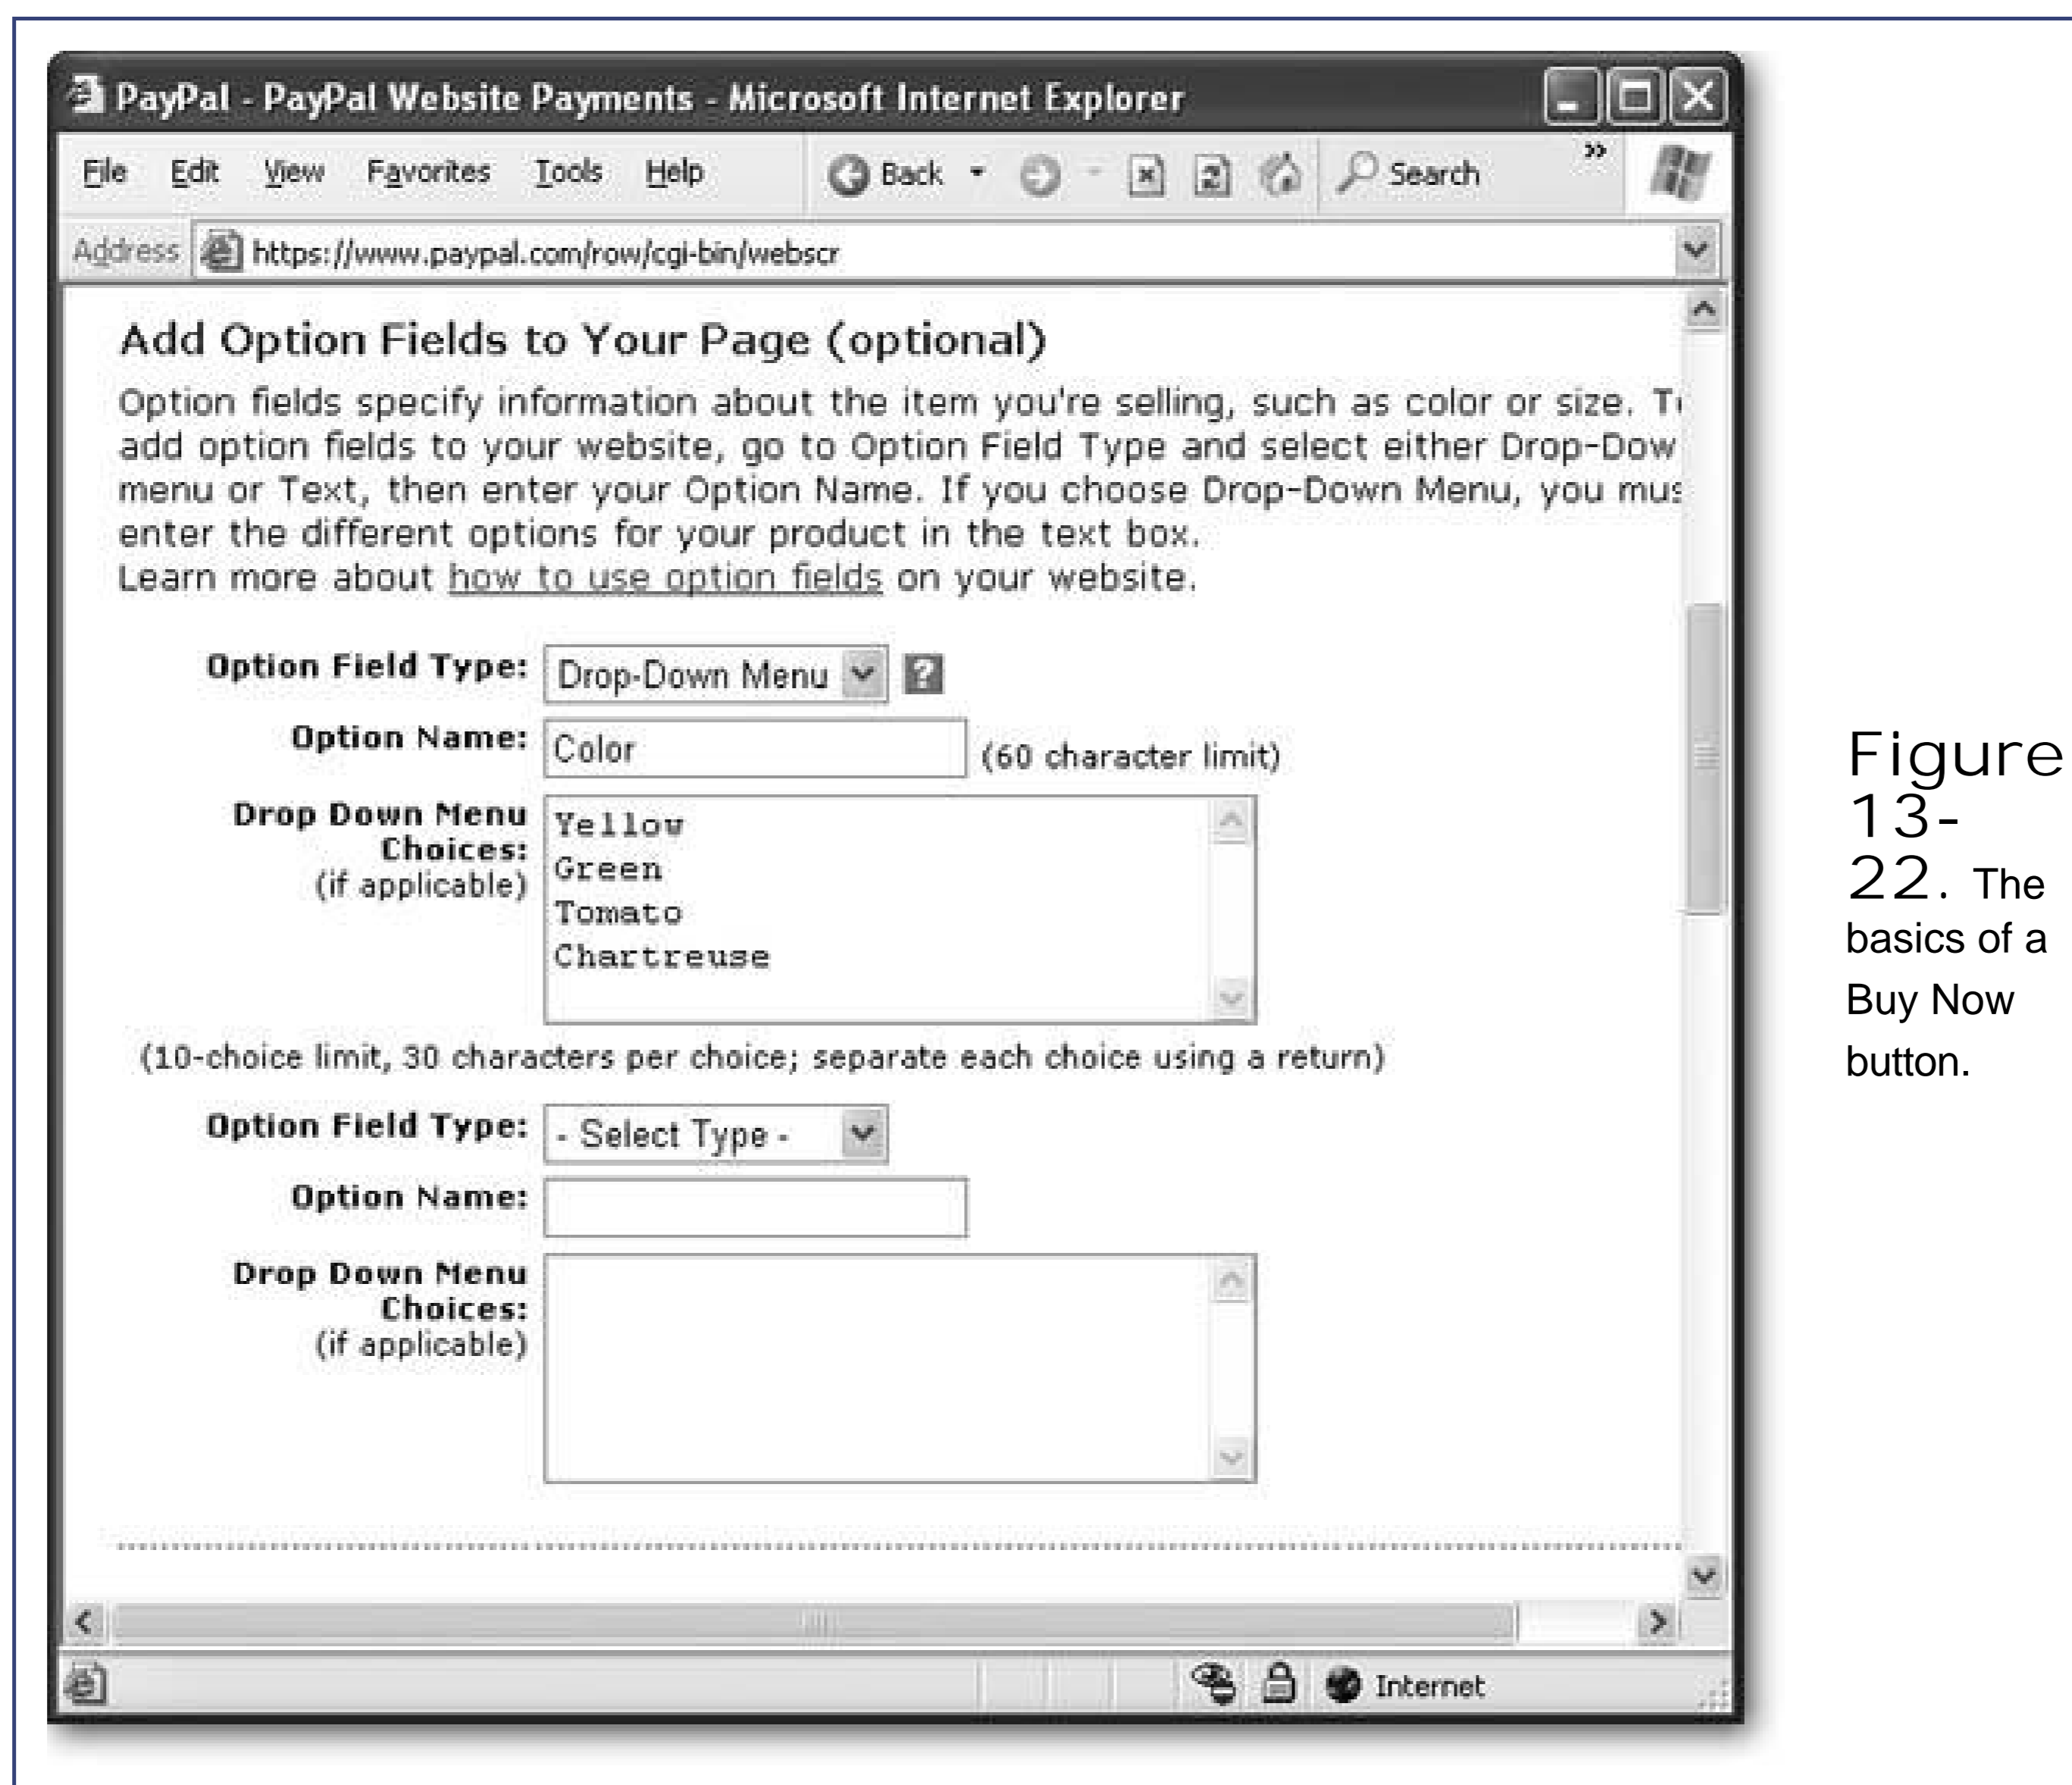 PayPal - PayPal Website Payments - Microsoft Internet Explorer
File Edit View Favorites Tools Help Back Search »
Address https://www.paypal.com/row/cgi-bin/webscr
Add Option Fields to Your Page (optional)
Option fields specify information about the item you're selling, such as color or size. T
add option fields to your website, go to Option Field Type and select either Drop-Dow
menu or Text, then enter your Option Name. If you choose Drop-Down Menu, you mus
enter the different options for your product in the text box.
Learn more about how to use option fields on your website.
Option Field Type: Drop-Down Menu ?
Option Name: Color (60 character limit)
Drop Down Menu
Choices:
(if applicable)
Yellow
Green
Tomato
Chartreuse
(10-choice limit, 30 characters per choice; separate each choice using a return)
Option Field Type: - Select Type -
Option Name:
Drop Down Menu
Choices:
(if applicable)
Internet
Figure
13-
22. The
basics of a
Buy Now
button.